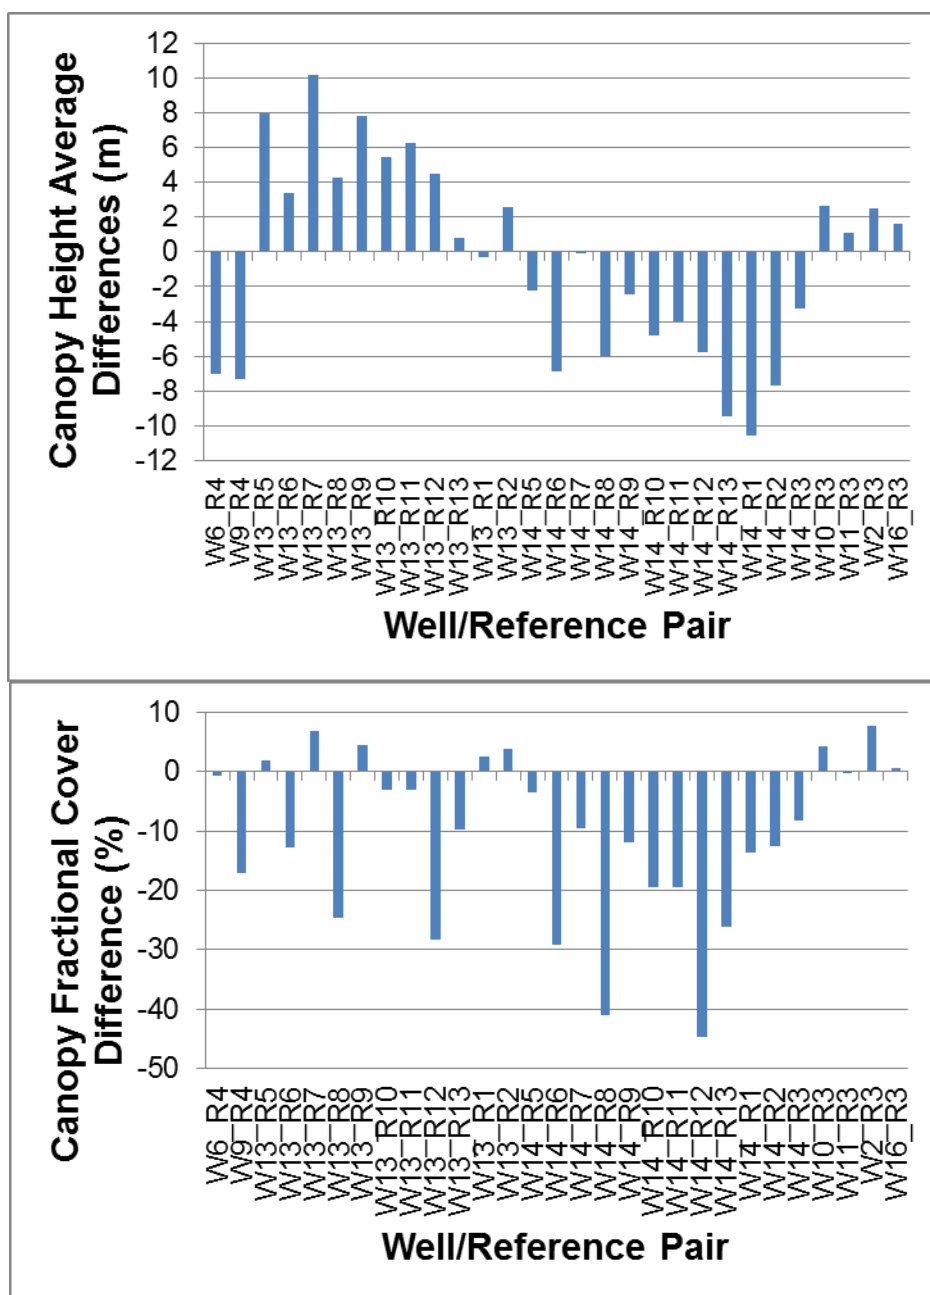 Canopy Height Average
Differences (m)
12
10
8
6
4
2
0
-2
-4
-6
-8
-10
-12
W6_R4
W9_R4
W13_R5
W13_R6
W13_R7
W13_R8
W13_R9
W13_R10
W13_R11
W13_R12
W13_R13
W13_R1
W13_R2
W14_R5
W14_R6
W14_R7
W14_R8
W14_R9
W14_R10
W14_R11
W14_R12
W14_R13
W14_R1
W14_R2
W14_R3
W10_R3
W11_R3
W2_R3
W16_R3
Well/Reference Pair
Canopy Fractional Cover
Difference (%)
10
0
-10
-20
-30
-40
-50
W6_R4
W9_R4
W13_R5
W13_R6
W13_R7
W13_R8
W13_R9
W13_R10
W13_R11
W13_R12
W13_R13
W13_R1
W13_R2
W14_R5
W14_R6
W14_R7
W14_R8
W14_R9
W14_R10
W14_R11
W14_R12
W14_R13
W14_R1
W14_R2
W14_R3
W10_R3
W11_R3
W2_R3
W16_R3
Well/Reference Pair